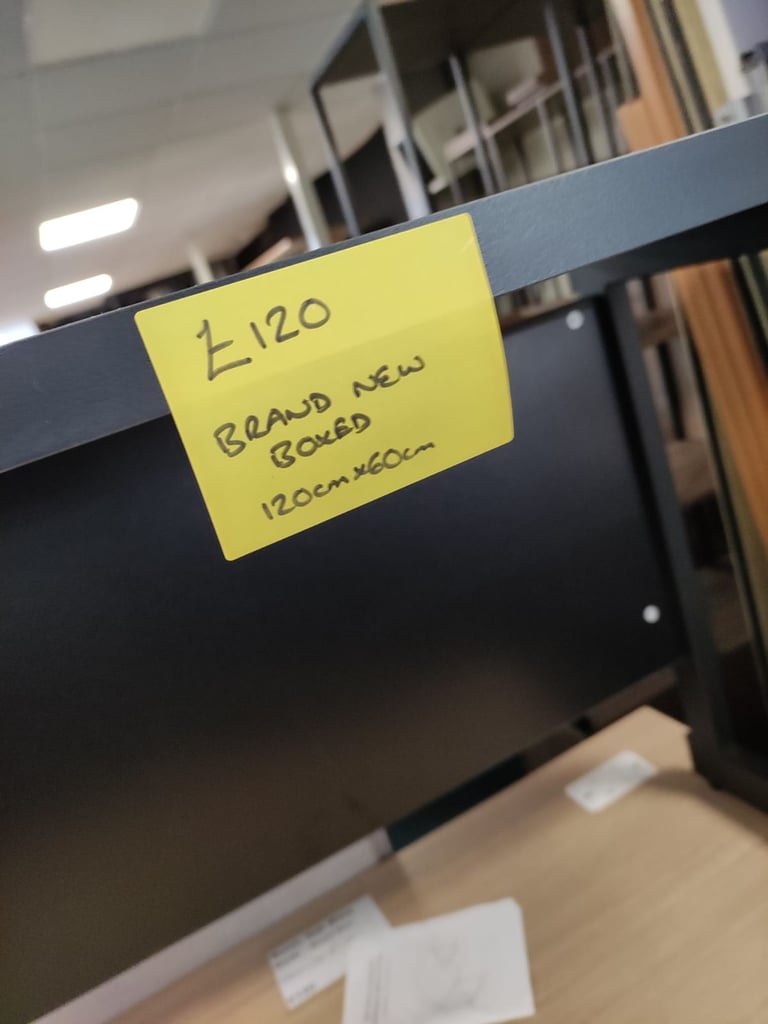 £120
BRAND NEW
BOXED
120cm x 60cm